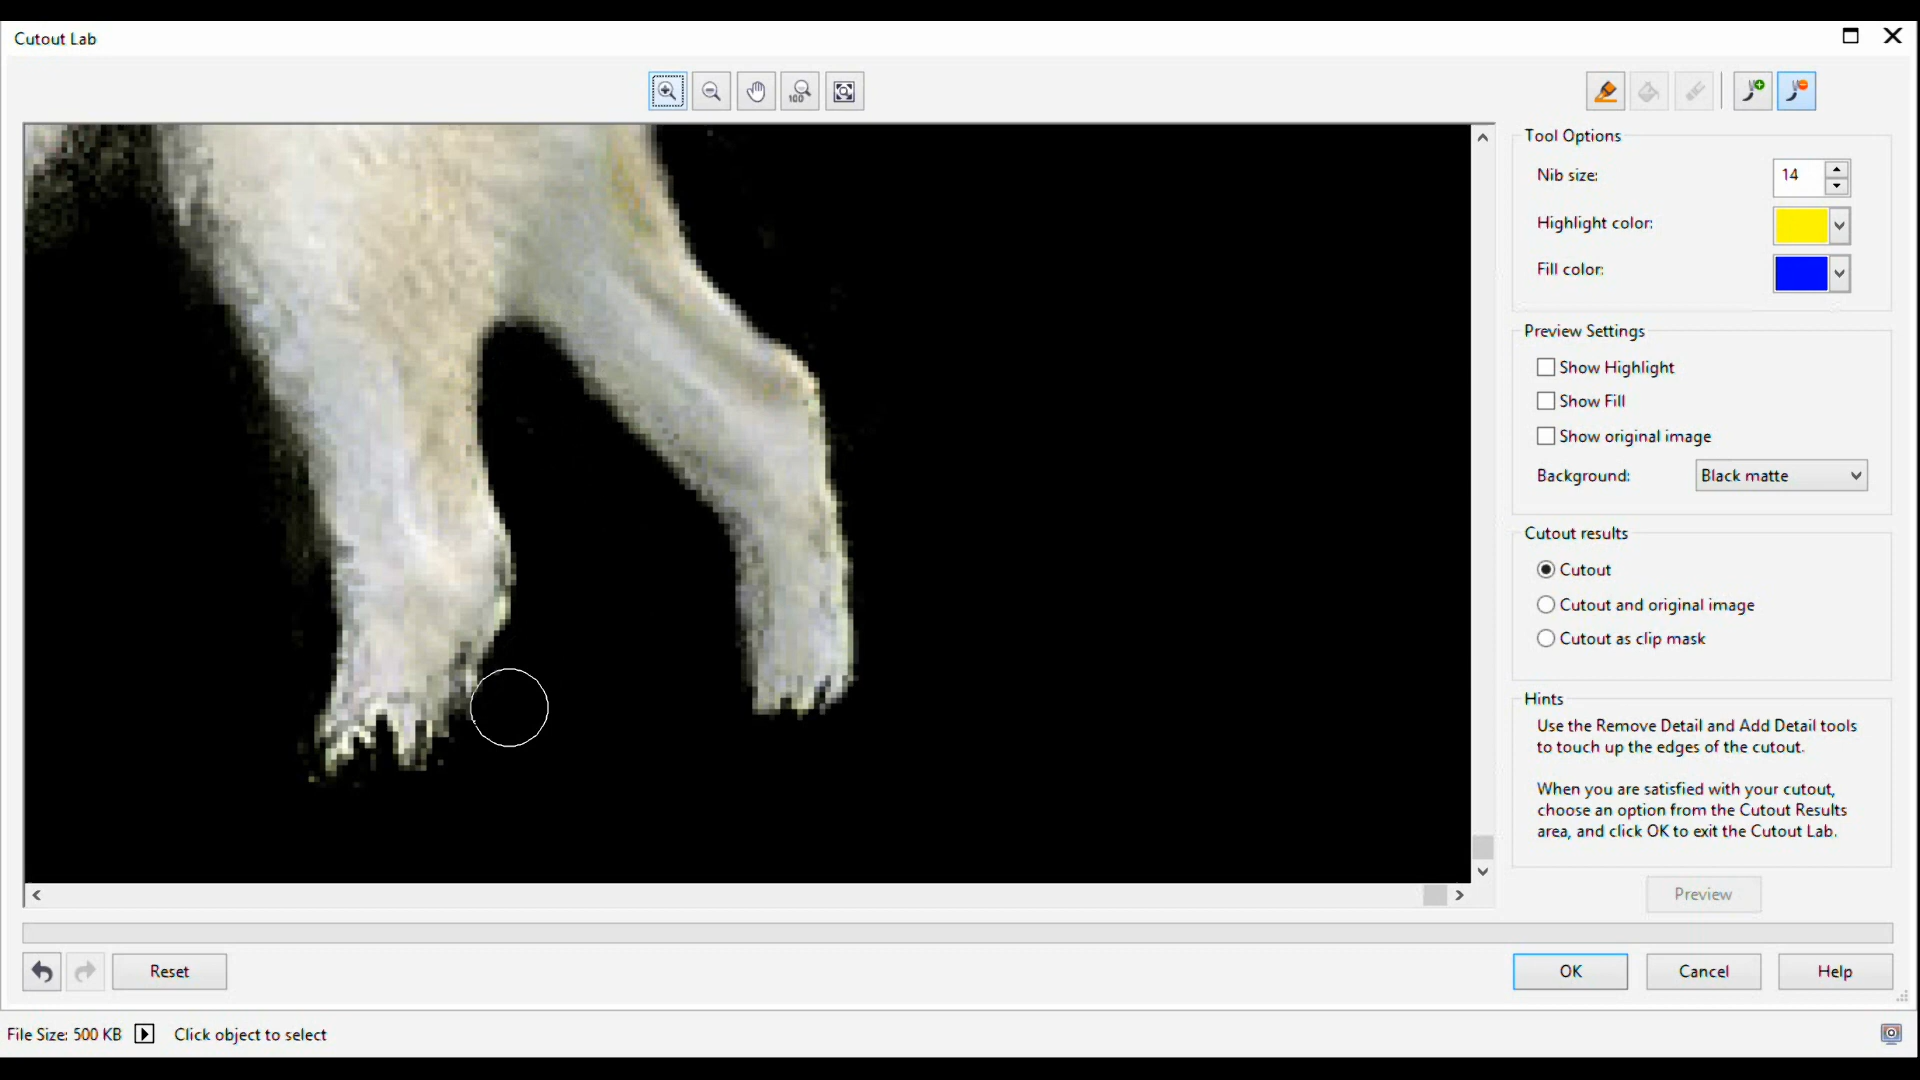 Cutout Lab
100
Tool Options
Nib size:
14
Highlight color:
Fill color:
Preview Settings
Show Highlight
Show Fill
Show original image
Background:
Black matte
Cutout results
Cutout
Cutout and original image
Cutout as clip mask
Hints
Use the Remove Detail and Add Detail tools
to touch up the edges of the cutout.
When you are satisfied with your cutout,
choose an option from the Cutout Results
area, and click OK to exit the Cutout Lab.
Preview
Reset
OK
Cancel
Help
File Size: 500 KB
Click object to select